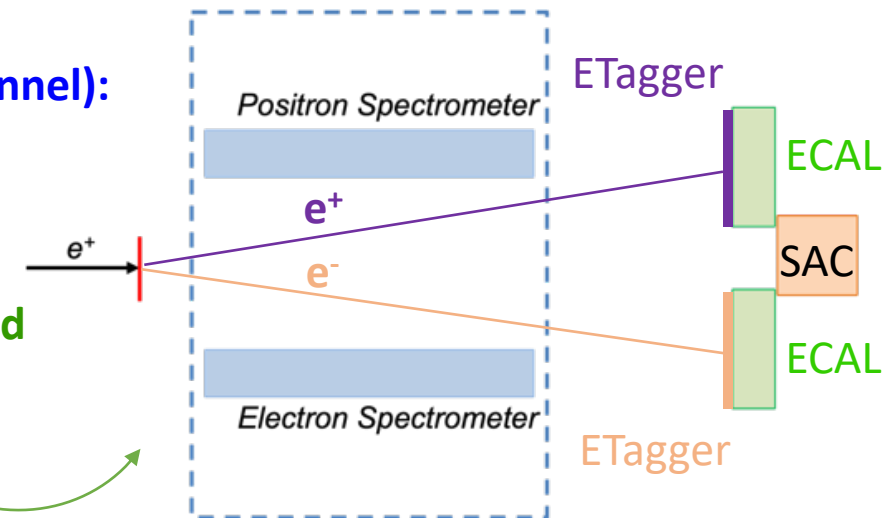 nnel):
ETagger
Positron Spectrometer
ECAL
e⁺
e⁺
SAC
e⁻
d
ECAL
Electron Spectrometer
ETagger